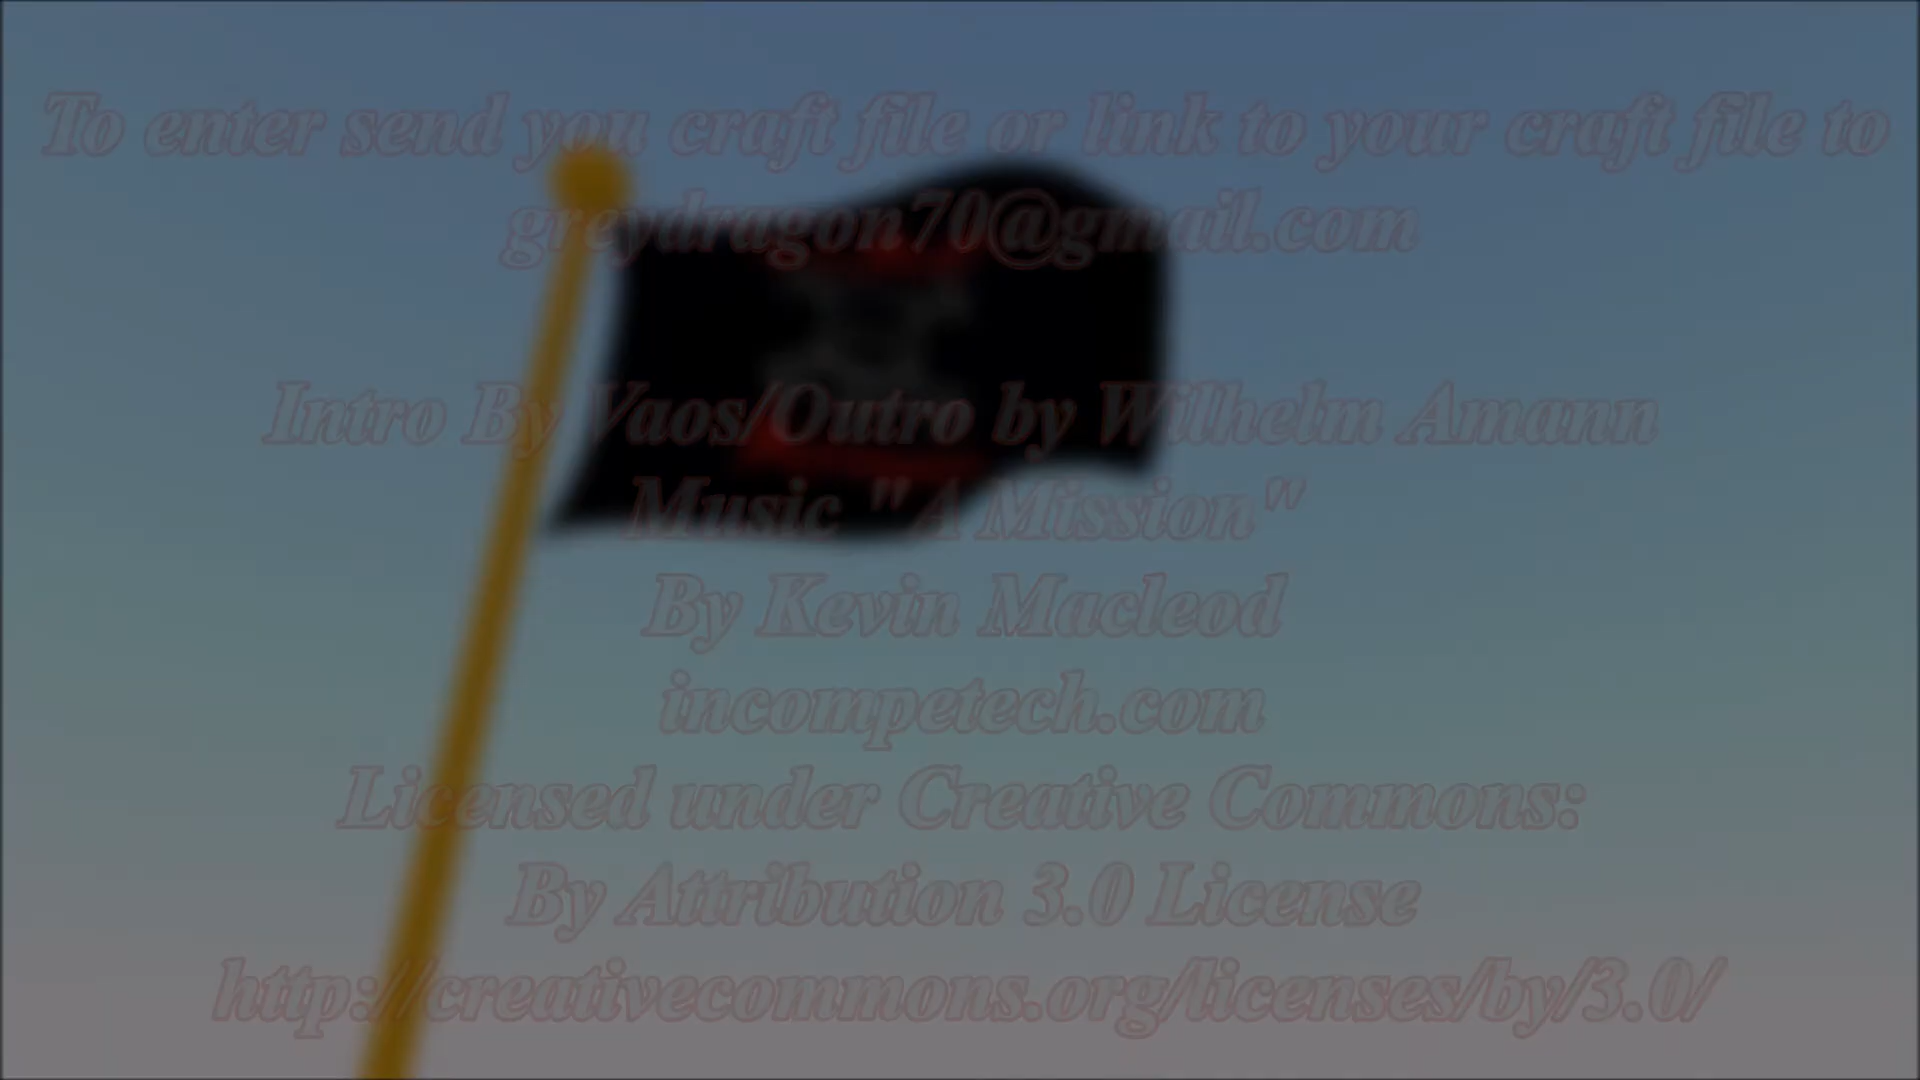 To enter send you craft file or link to your craft file to
greydragon70@gmail.com
Intro By Vaos/Outro by Wilhelm Amann
Music "A Mission"
By Kevin Macleod
incompetech.com
Licensed under Creative Commons:
By Attribution 3.0 License
http://creativecommons.org/licenses/by/3.0/